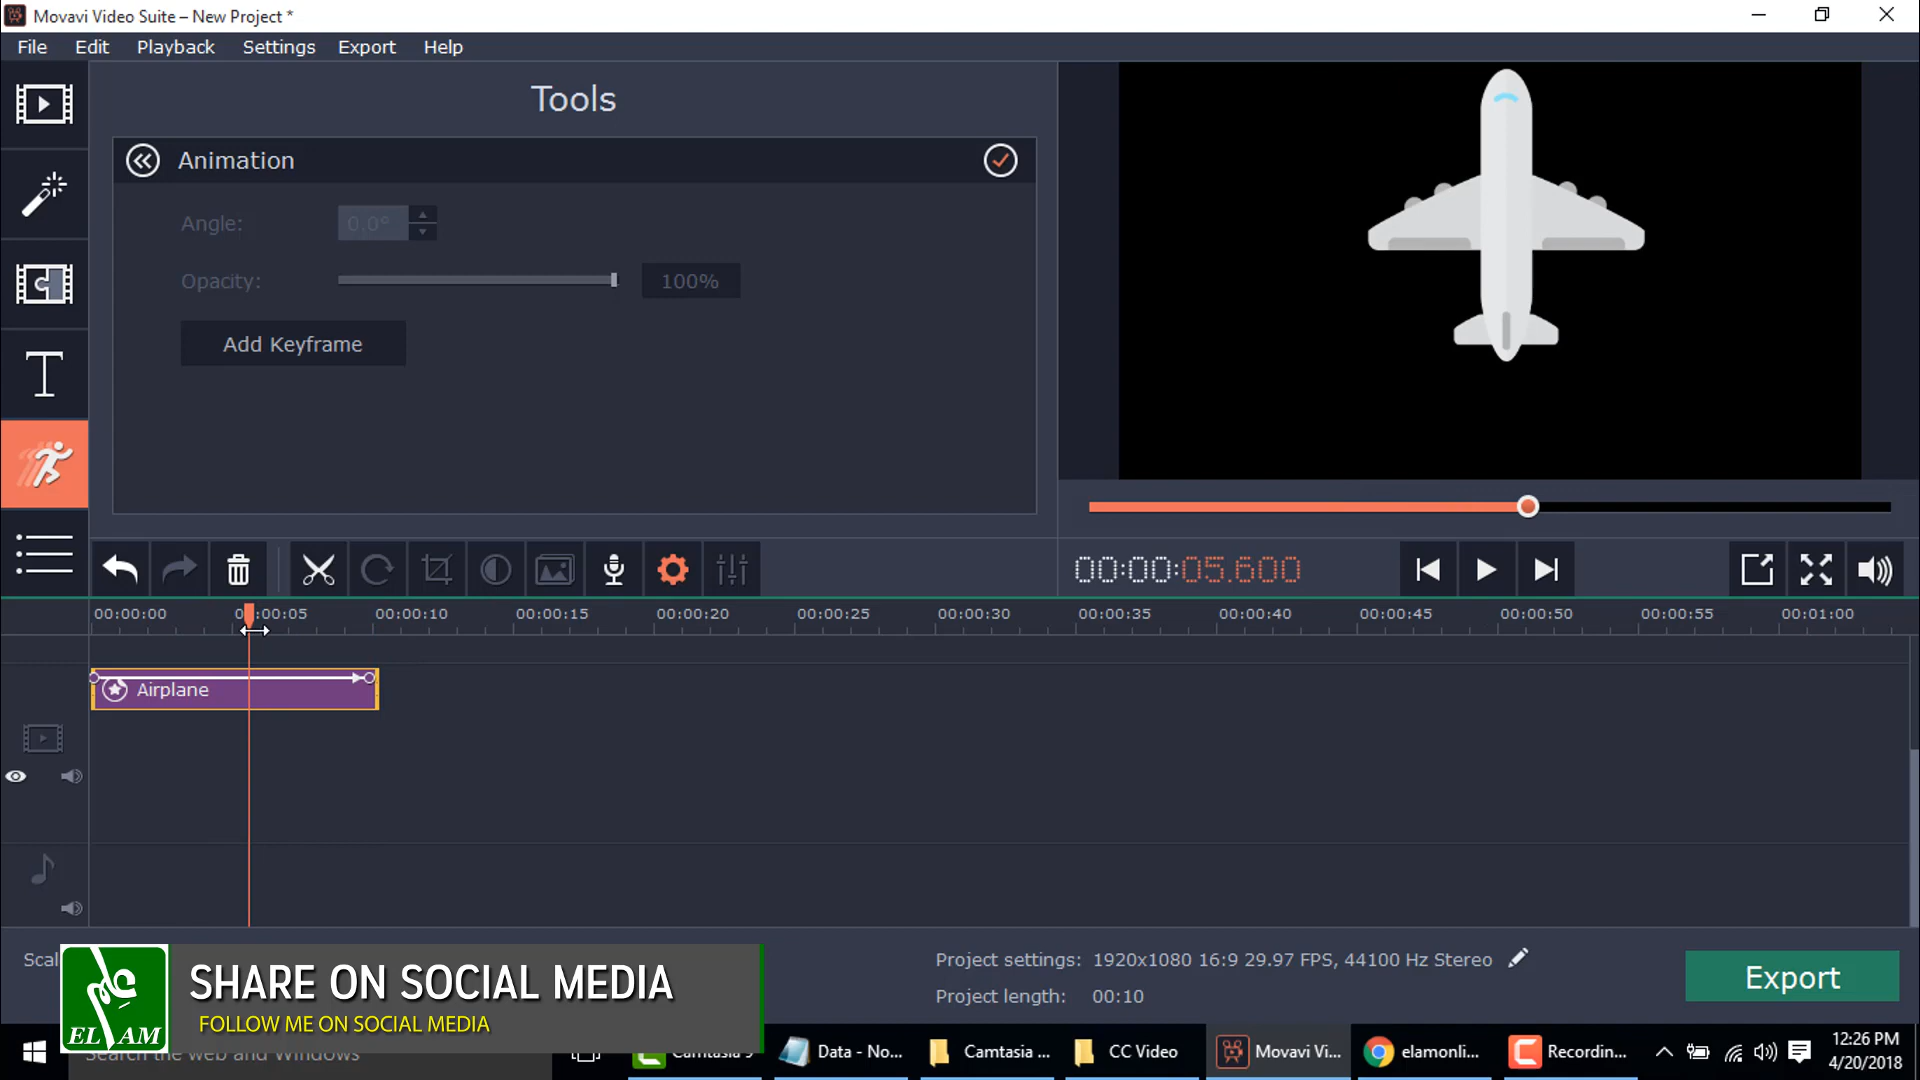 Movavi Video Suite – New Project *
File Edit Playback Settings Export Help
Tools
Animation
Angle: 0.0°
Opacity: 100%
Add Keyframe
00:00:05.600
00:00:00 00:00:05 00:00:10 00:00:15 00:00:20 00:00:25 00:00:30 00:00:35 00:00:40 00:00:45 00:00:50 00:00:55 00:01:00
Airplane
Scal
Project settings: 1920x1080 16:9 29.97 FPS, 44100 Hz Stereo
Project length: 00:10
Export
SHARE ON SOCIAL MEDIA
FOLLOW ME ON SOCIAL MEDIA
ELAM
Search the web and Windows
Camtasia 9 Data - No... Camtasia ... CC Video Movavi Vi... elamonli... Recordin...
12:26 PM
4/20/2018